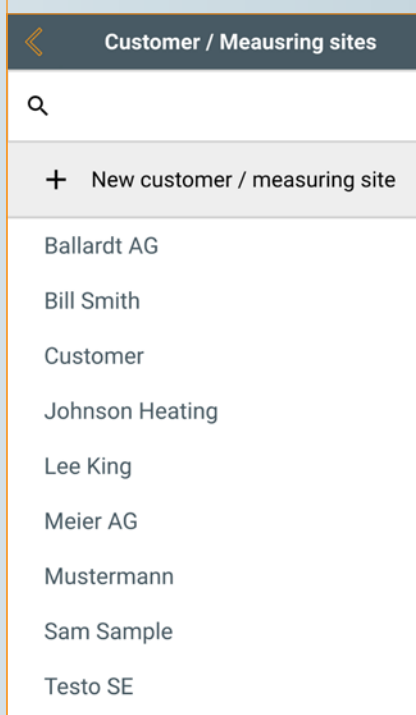 Customer / Meausring sites
New customer / measuring site
Ballardt AG
Bill Smith
Customer
Johnson Heating
Lee King
Meier AG
Mustermann
Sam Sample
Testo SE